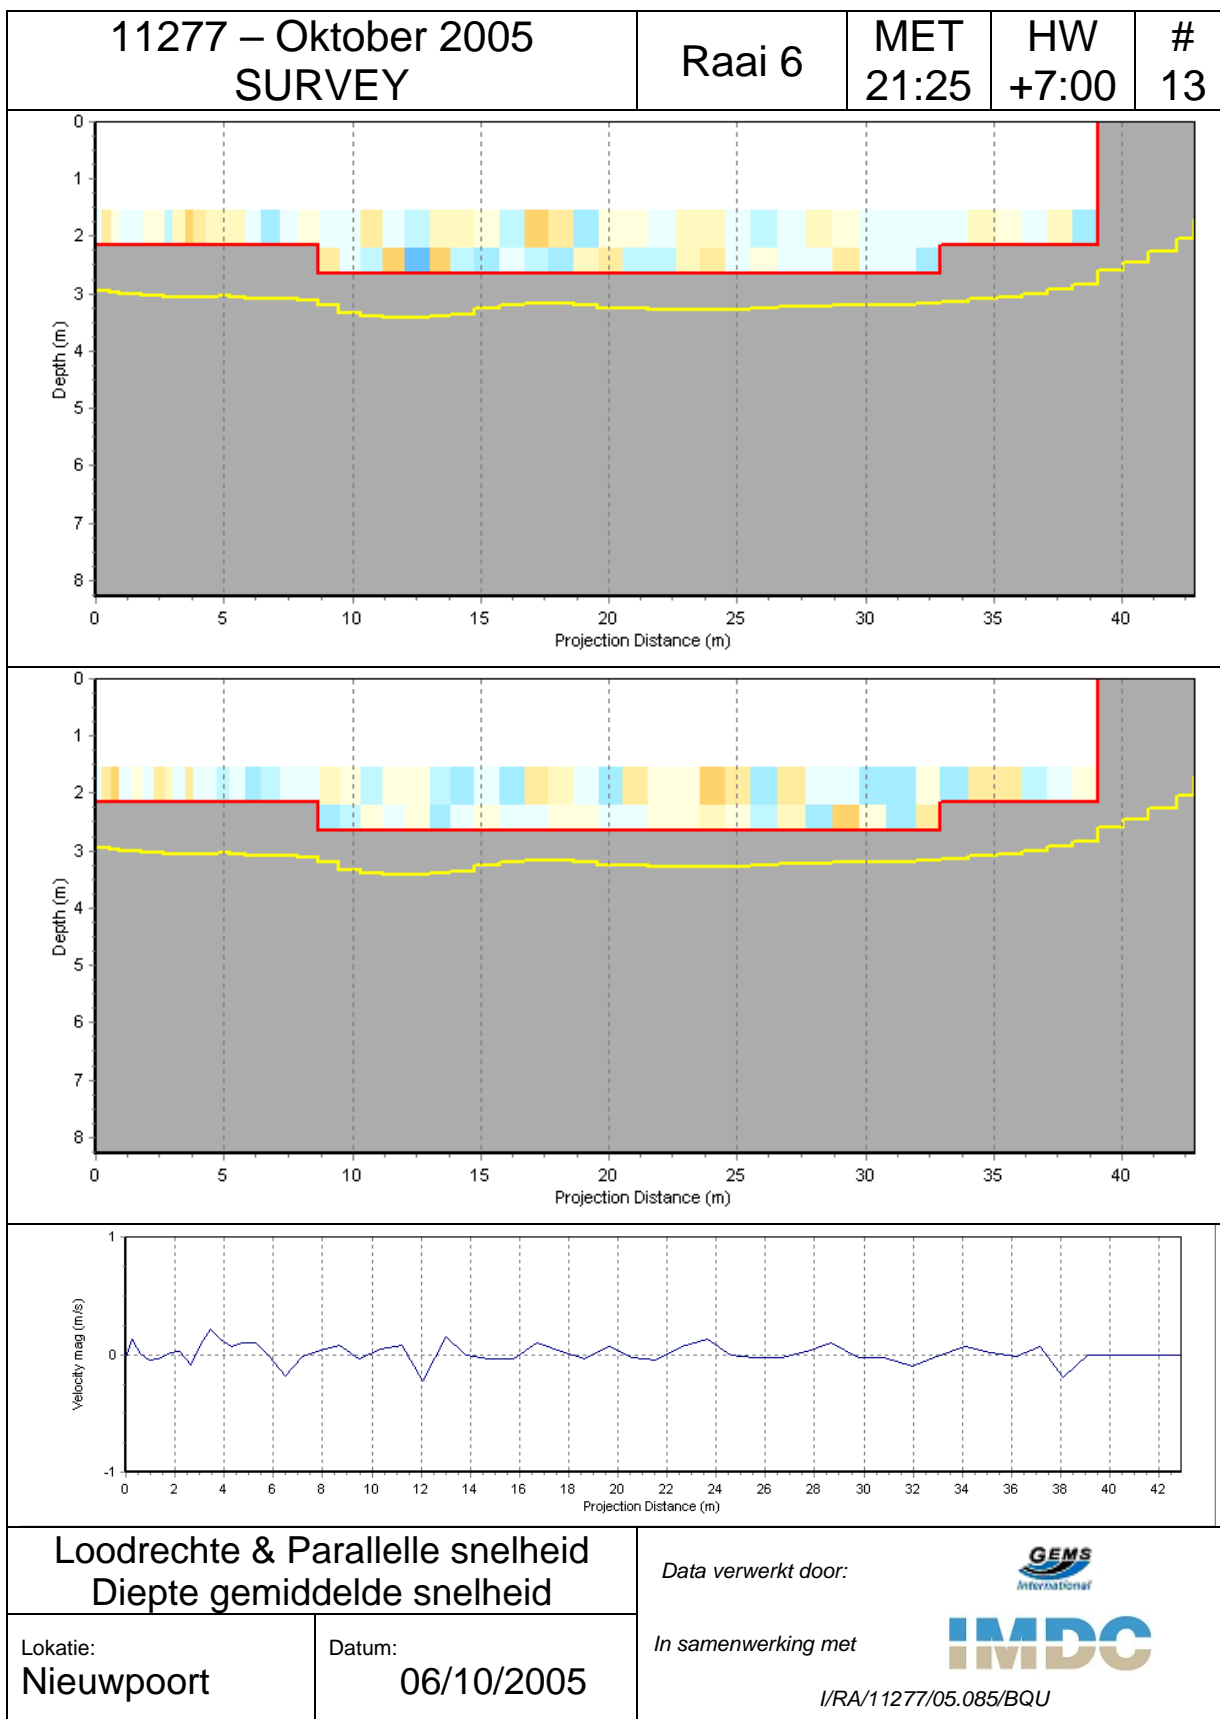 11277 – Oktober 2005
SURVEY
Raai 6
MET
21:25
HW
+7:00
#
13
0
1
2
3
4
5
6
7
8
Depth (m)
0 5 10 15 20 25 30 35 40
Projection Distance (m)
0
1
2
3
4
5
6
7
8
Depth (m)
0 5 10 15 20 25 30 35 40
Projection Distance (m)
1
0
-1
Velocity mag (m/s)
0 2 4 6 8 10 12 14 16 18 20 22 24 26 28 30 32 34 36 38 40 42
Projection Distance (m)
Loodrechte & Parallelle snelheid
Diepte gemiddelde snelheid
Lokatie:
Nieuwpoort
Datum:
06/10/2005
Data verwerkt door:
GEMS
International
In samenwerking met
IMDC
I/RA/11277/05.085/BQU